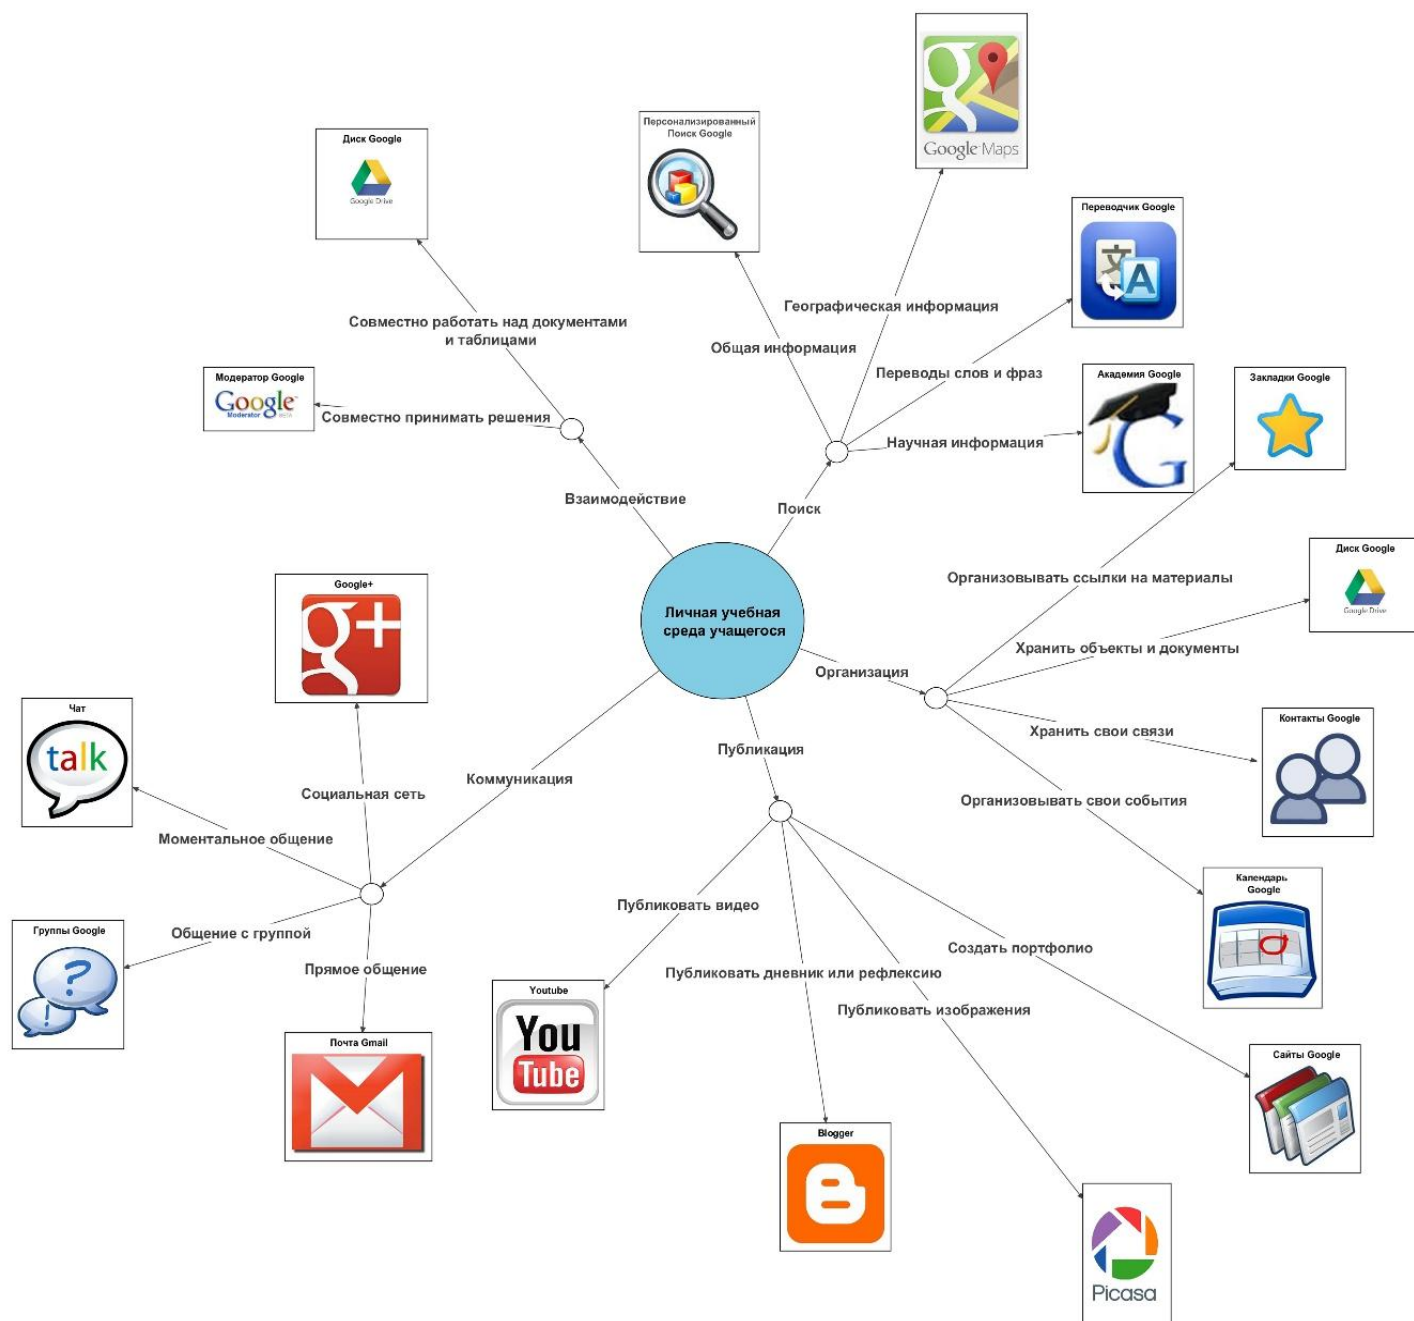 Google Maps
Персонализированный
Поиск Google
Диск Google
Google Drive
Переводчик Google
文
A
Географическая информация
Совместно работать над документами
и таблицами
Общая информация
Переводы слов и фраз
Модератор Google
Google
Moderator
Совместно принимать решения
Академия Google
G
Закладки Google
Научная информация
Взаимодействие
Поиск
Диск Google
Google Drive
Организовывать ссылки на материалы
Google+
g+
Личная учебная
среда учащегося
Хранить объекты и документы
Организация
Чат
talk
Контакты Google
Хранить свои связи
Публикация
Коммуникация
Социальная сеть
Организовывать свои события
Моментальное общение
Календарь
Google
Публиковать видео
Группы Google
?
!
Общение с группой
Создать портфолио
Прямое общение
Публиковать дневник или рефлексию
Youtube
You
Tube
Публиковать изображения
Почта Gmail
Сайты Google
Blogger
Picasa